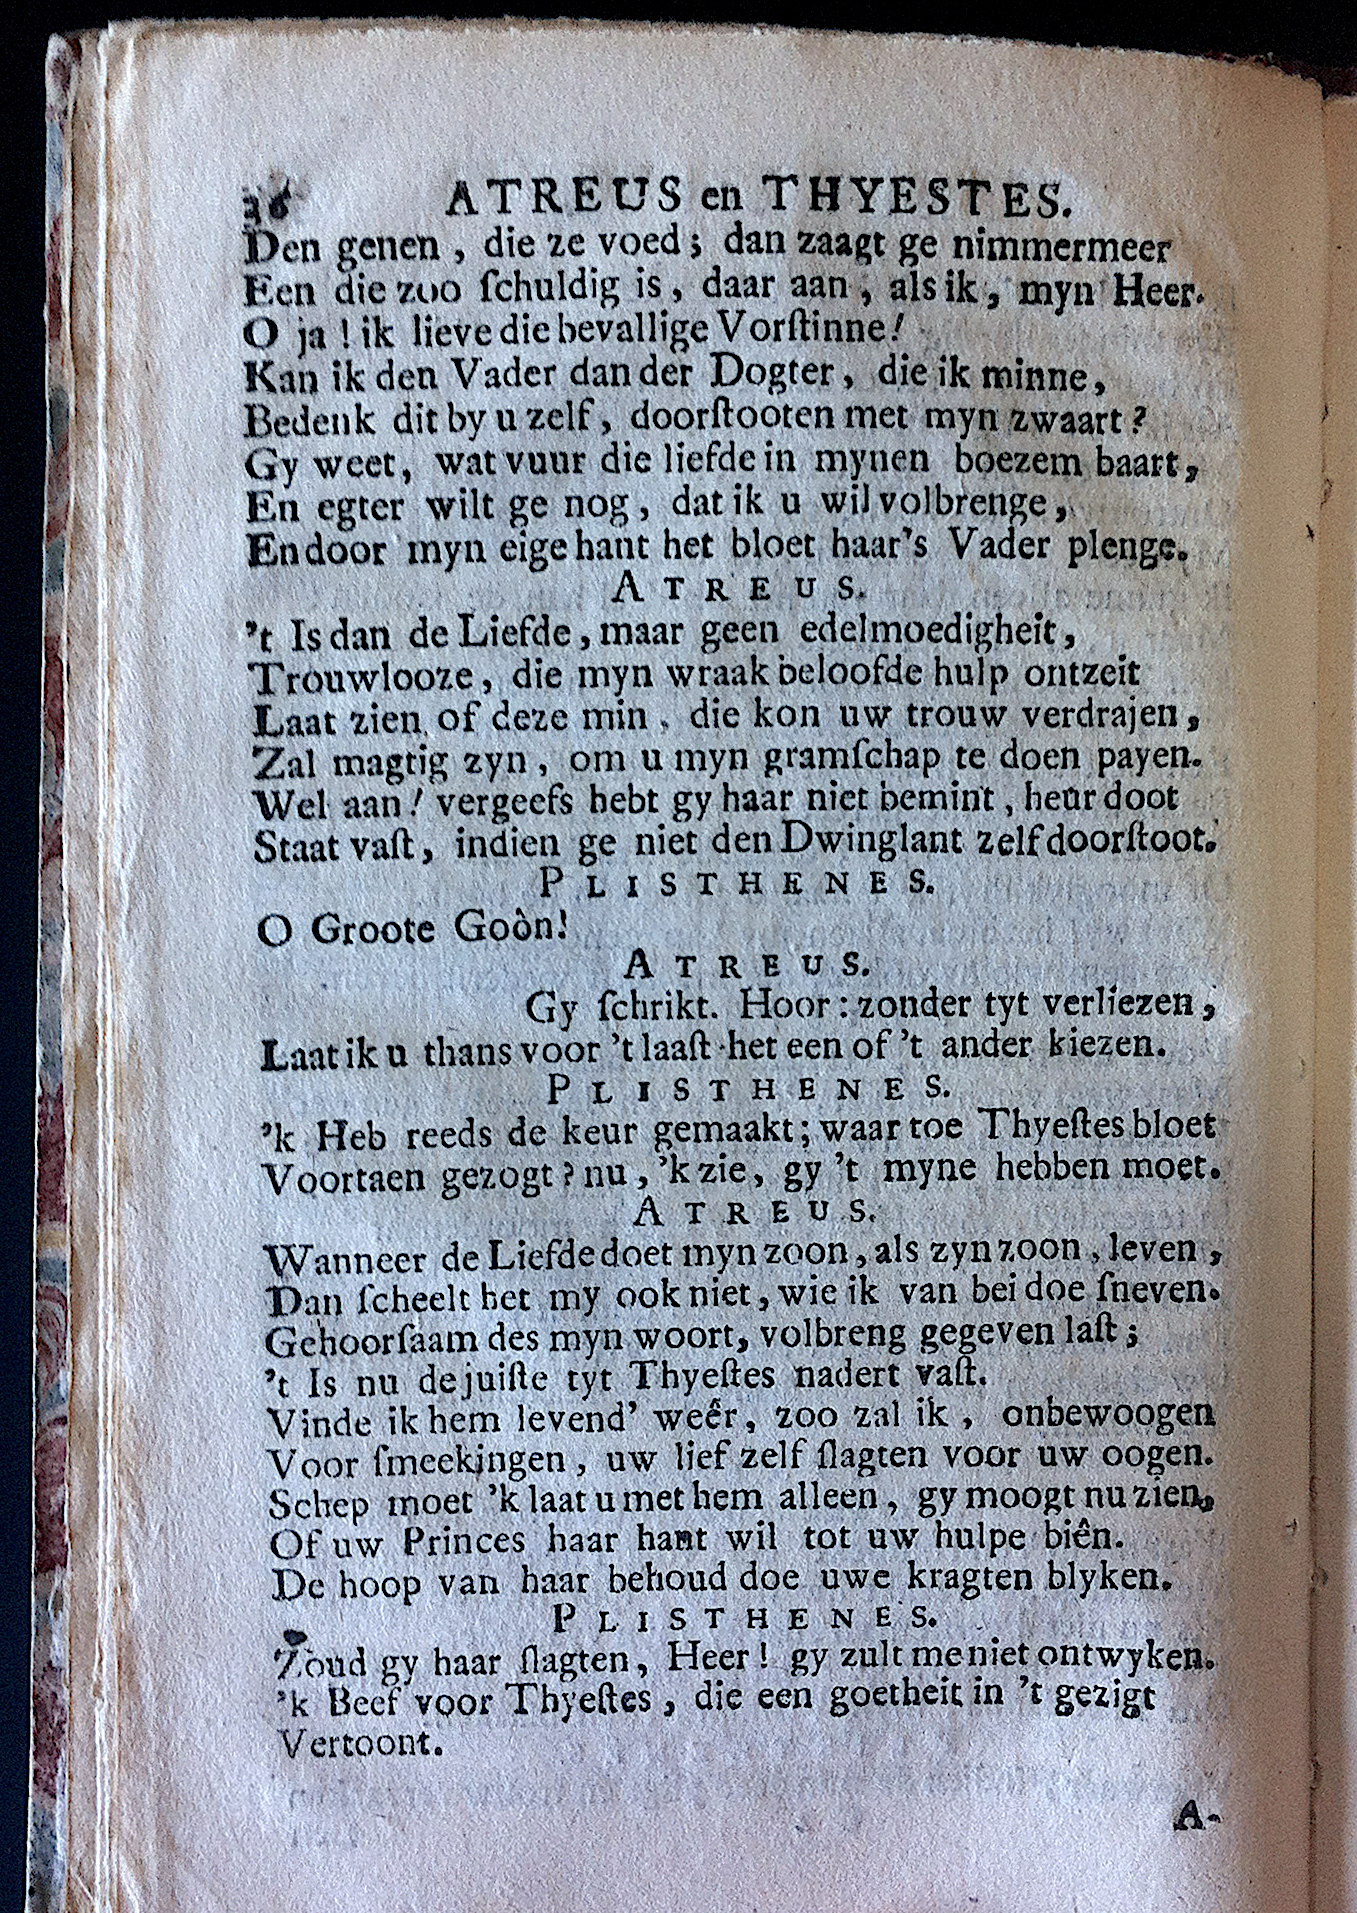 36 ATREUS en THYESTES.
Den genen, die ze voed; dan zaagt ge nimmermeer
Een die zoo ſchuldig is, daar aan, als ik, myn Heer.
O ja! ik lieve die bevallige Vorſtinne!
Kan ik den Vader dan der Dogter, die ik minne,
Bedenk dit by u zelf, doorſtooten met myn zwaart?
Gy weet, wat vuur die liefde in mynen boezem baart,
En egter wilt ge nog, dat ik u wil volbrenge,
En door myn eige hant het bloet haar's Vader plenge.
ATREUS.
't Is dan de Liefde, maar geen edelmoedigheit,
Trouwlooze, die myn wraak beloofde hulp ontzeit
Laat zien of deze min, die kon uw trouw verdrajen,
Zal magtig zyn, om u myn gramſchap te doen payen.
Wel aan! vergeefs hebt gy haar niet bemint, heur doot
Staat vaſt, indien ge niet den Dwinglant zelf doorſtoot.
PLISTHENES.
O Groote Goòn!
ATREUS.
Gy ſchrikt. Hoor: zonder tyt verliezen,
Laat ik u thans voor 't laaſt het een of 't ander kiezen.
PLISTHENES.
'k Heb reeds de keur gemaakt; waar toe Thyeſtes bloet
Voortaen gezogt? nu, 'k zie, gy 't myne hebben moet.
ATREUS.
Wanneer de Liefde doet myn zoon, als zyn zoon, leven,
Dan ſcheelt het my ook niet, wie ik van bei doe ſneven.
Gehoorſaam des myn woort, volbreng gegeven laſt;
't Is nu de juiſte tyt Thyeſtes nadert vaſt.
Vinde ik hem levend' weêr, zoo zal ik, onbewoogen
Voor ſmeekingen, uw lief zelf ſlagten voor uw oogen.
Schep moet 'k laat u met hem alleen, gy moogt nu zien,
Of uw Princes haar hant wil tot uw hulpe biên.
De hoop van haar behoud doe uwe kragten blyken.
PLISTHENES.
Zoud gy haar ſlagten, Heer! gy zult me niet ontwyken.
'k Beef voor Thyeſtes, die een goetheit in 't gezigt
Vertoont.
A-